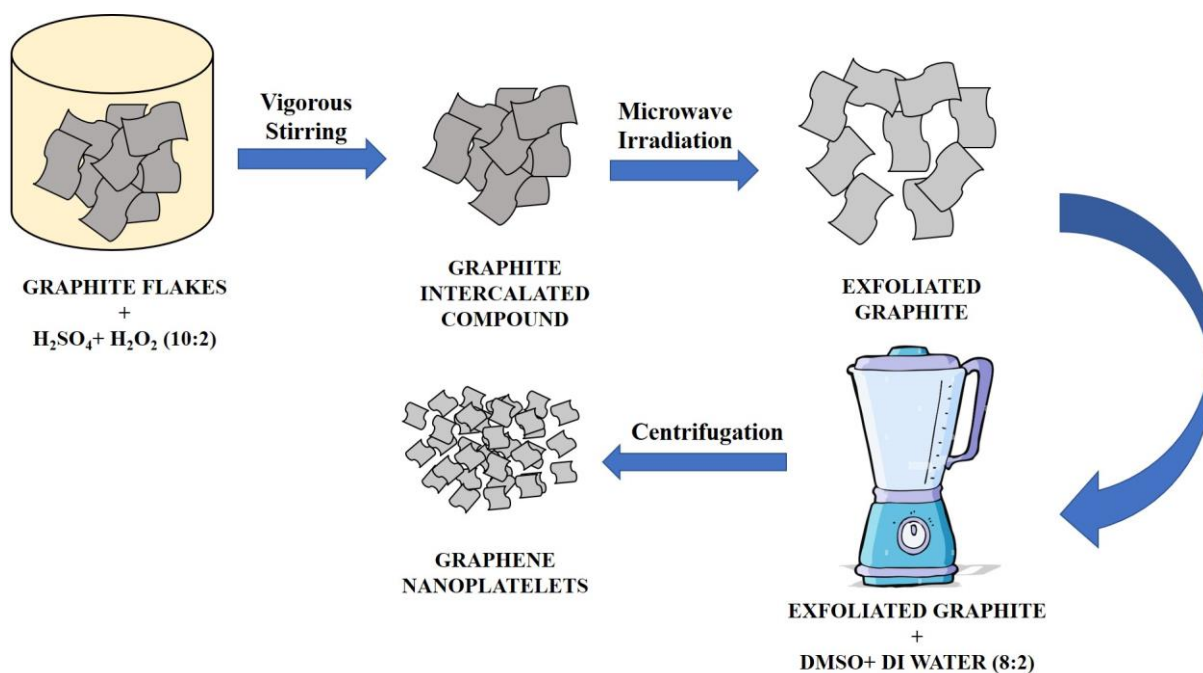 Vigorous
Stirring
Microwave
Irradiation
GRAPHITE FLAKES
+
H₂SO₄+ H₂O₂ (10:2)
GRAPHITE
INTERCALATED
COMPOUND
EXFOLIATED
GRAPHITE
EXFOLIATED GRAPHITE
+
DMSO+ DI WATER (8:2)
Centrifugation
GRAPHENE
NANOPLATELETS